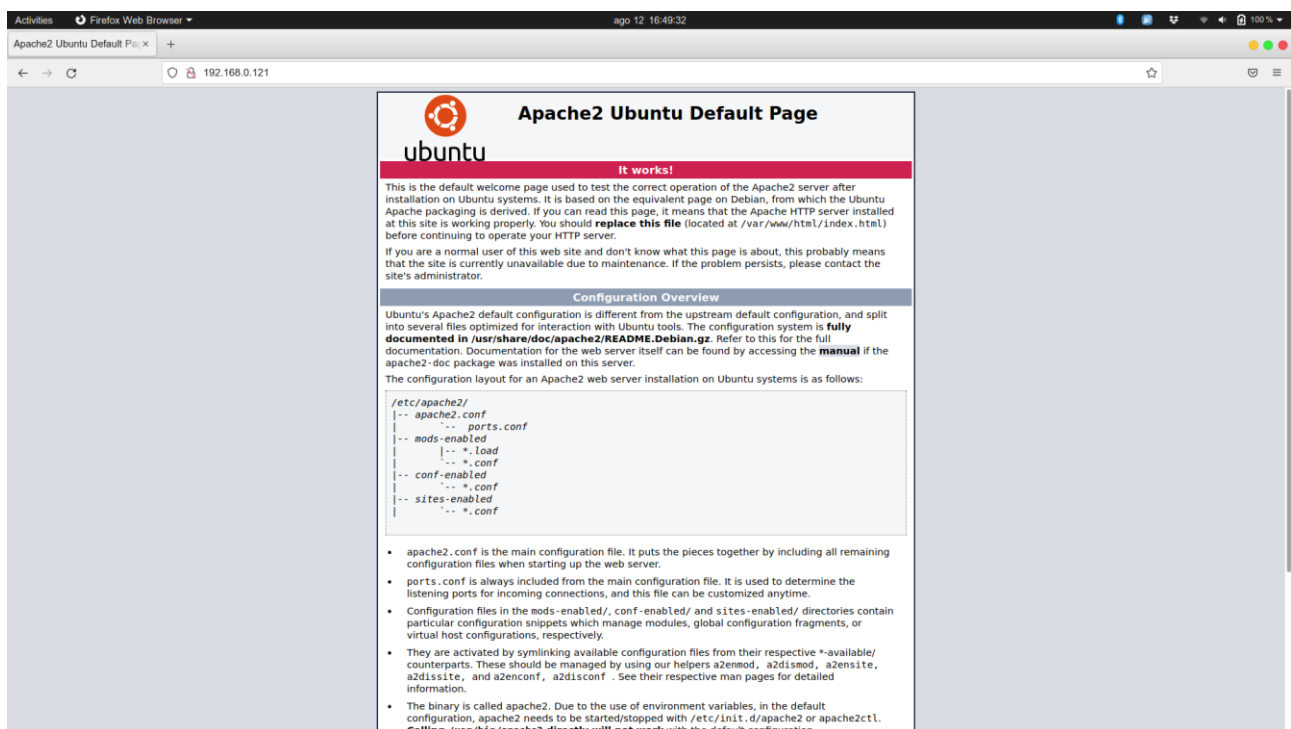 Activities Firefox Web Browser ago 12 16:49:32 100 %
Apache2 Ubuntu Default Pa
192.168.0.121
Apache2 Ubuntu Default Page
ubuntu
It works!
This is the default welcome page used to test the correct operation of the Apache2 server after
installation on Ubuntu systems. It is based on the equivalent page on Debian, from which the Ubuntu
Apache packaging is derived. If you can read this page, it means that the Apache HTTP server installed
at this site is working properly. You should replace this file (located at /var/www/html/index.html)
before continuing to operate your HTTP server.
If you are a normal user of this web site and don't know what this page is about, this probably means
that the site is currently unavailable due to maintenance. If the problem persists, please contact the
site's administrator.
Configuration Overview
Ubuntu's Apache2 default configuration is different from the upstream default configuration, and split
into several files optimized for interaction with Ubuntu tools. The configuration system is fully
documented in /usr/share/doc/apache2/README.Debian.gz. Refer to this for the full
documentation. Documentation for the web server itself can be found by accessing the manual if the
apache2-doc package was installed on this server.
The configuration layout for an Apache2 web server installation on Ubuntu systems is as follows:
/etc/apache2/
|-- apache2.conf
|       `--  ports.conf
|-- mods-enabled
|       |-- *.load
|       `-- *.conf
|-- conf-enabled
|       `-- *.conf
|-- sites-enabled
|       `-- *.conf
• apache2.conf is the main configuration file. It puts the pieces together by including all remaining
configuration files when starting up the web server.
• ports.conf is always included from the main configuration file. It is used to determine the
listening ports for incoming connections, and this file can be customized anytime.
• Configuration files in the mods-enabled/, conf-enabled/ and sites-enabled/ directories contain
particular configuration snippets which manage modules, global configuration fragments, or
virtual host configurations, respectively.
• They are activated by symlinking available configuration files from their respective *-available/
counterparts. These should be managed by using our helpers a2enmod, a2dismod, a2ensite,
a2dissite, and a2enconf, a2disconf . See their respective man pages for detailed
information.
• The binary is called apache2. Due to the use of environment variables, in the default
configuration, apache2 needs to be started/stopped with /etc/init.d/apache2 or apache2ctl.
Calling /usr/bin/apache2 directly will not work with the default configuration.